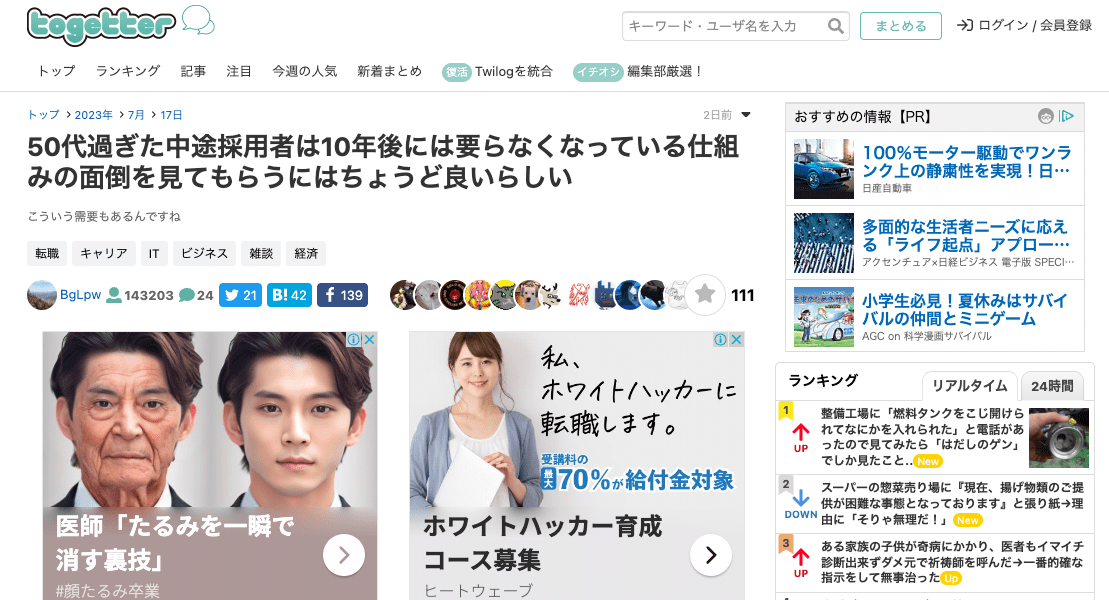 togetter
キーワード・ユーザ名を入力
まとめる
ログイン / 会員登録
トップ ランキング 記事 注目 今週の人気 新着まとめ 復活 Twilogを統合 イチオシ 編集部厳選！
トップ > 2023年 > 7月 > 17日
2日前
50代過ぎた中途採用者は10年後には要らなくなっている仕組
みの面倒を見てもらうにはちょうど良いらしい
こういう需要もあるんですね
転職 キャリア IT ビジネス 雑談 経済
BgLpw 143203 24 21 B! 42 f 139
111
医師「たるみを一瞬で
消す裏技」
#顔たるみ卒業
私、
ホワイトハッカーに
転職します。
受講料の
最大70%が給付金対象
ホワイトハッカー育成
コース募集
ヒートウェーブ
おすすめの情報【PR】
100%モーター駆動でワンラ
ンク上の静粛性を実現！日…
日産自動車
多面的な生活者ニーズに応え
る「ライフ起点」アプロー…
アクセンチュア×日経ビジネス 電子版 SPECI…
小学生必見！夏休みはサバイ
バルの仲間とミニゲーム
AGC on 科学漫画サバイバル
ランキング
リアルタイム 24時間
1
UP
整備工場に「燃料タンクをこじ開けら
れてなにかを入れられた」と電話があ
ったので見てみたら「はだしのゲン」
でしか見たこと.. New
2
DOWN
スーパーの惣菜売り場に『現在、揚げ物類のご提
供が困難な事態となっております』と張り紙→理
由に「そりゃ無理だ！」 New
3
UP
ある家族の子供が奇病にかかり、医者もイマイチ
診断出来ずダメ元で祈祷師を呼んだ→一番的確な
指示をして無事治った Up